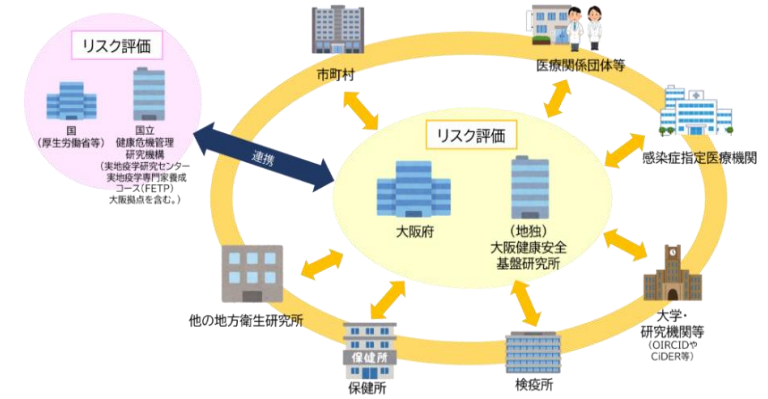 リスク評価
国
(厚生労働省等)
国立
健康危機管理
研究機構
(実地疫学研究センター
実地疫学専門家養成
コース(FETP)
大阪拠点を含む。)
連携
市町村
医療関係団体等
感染症指定医療機関
リスク評価
大阪府
(地独)
大阪健康安全
基盤研究所
他の地方衛生研究所
保健所
保健所
検疫所
大学・
研究機関等
(OIRCIDや
CiDER等)